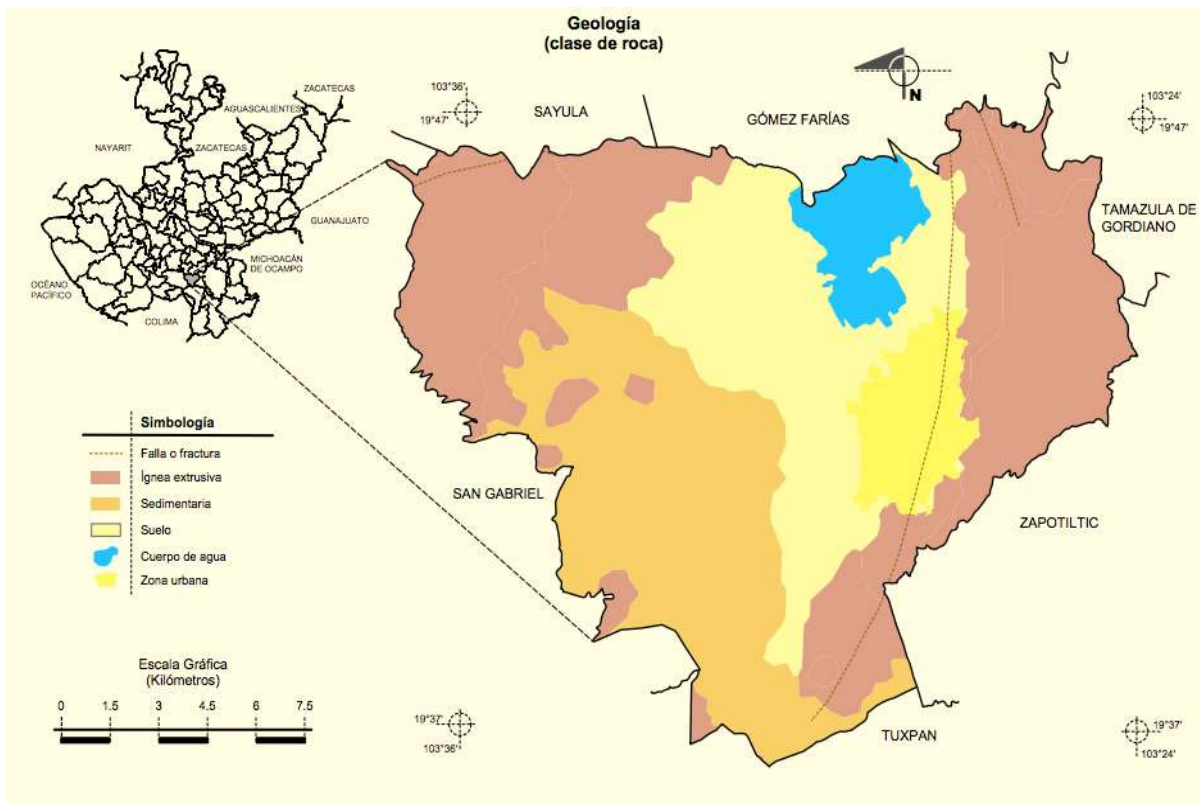 Geología
(clase de roca)
103°36'
19°47'
SAYULA
GÓMEZ FARÍAS
N
103°24'
19°47'
ZACATECAS
AGUASCALIENTES
NAYARIT
ZACATECAS
GUANAJUATO
MICHOACÁN
DE OCAMPO
OCÉANO
PACÍFICO
COLIMA
TAMAZULA DE
GORDIANO
Simbología
Falla o fractura
Ígnea extrusiva
Sedimentaria
Suelo
Cuerpo de agua
Zona urbana
SAN GABRIEL
ZAPOTILTIC
Escala Gráfica
(Kilómetros)
0 1.5 3 4.5 6 7.5
19°37'
103°36'
TUXPAN
19°37'
103°24'